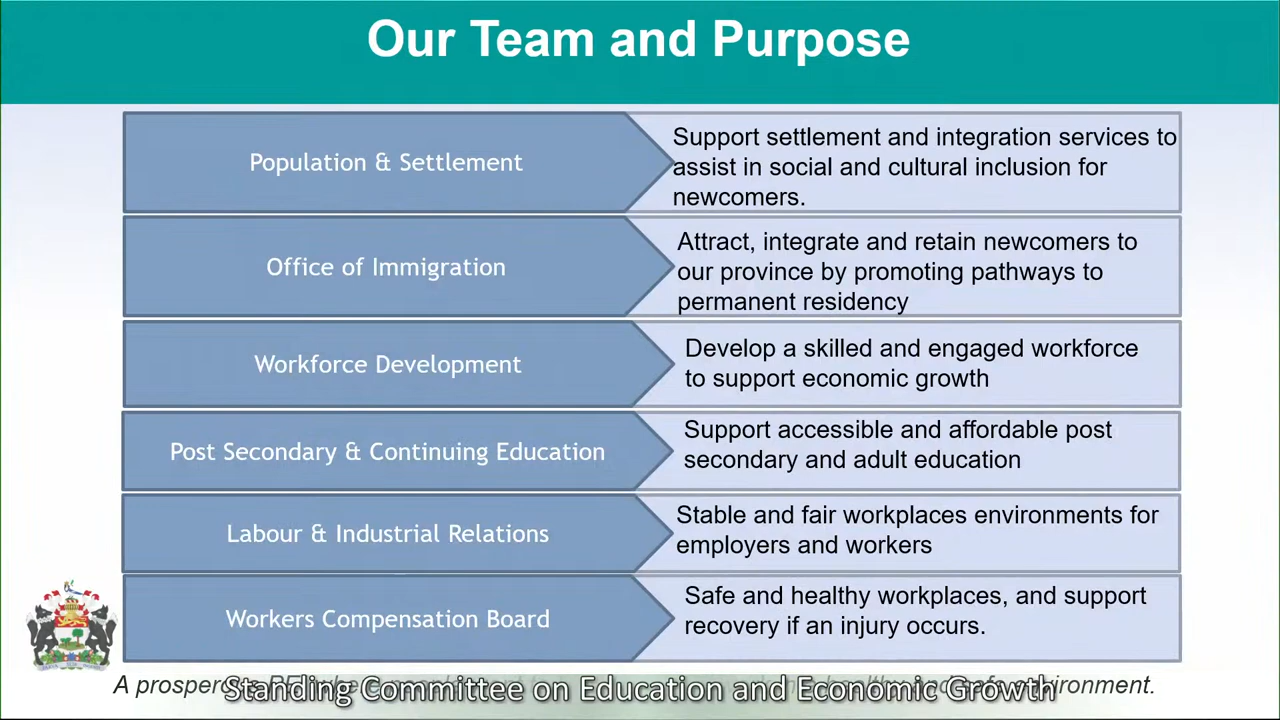 Our Team and Purpose
Population & Settlement
Support settlement and integration services to
assist in social and cultural inclusion for
newcomers.
Office of Immigration
Attract, integrate and retain newcomers to
our province by promoting pathways to
permanent residency
Workforce Development
Develop a skilled and engaged workforce
to support economic growth
Post Secondary & Continuing Education
Support accessible and affordable post
secondary and adult education
Labour & Industrial Relations
Stable and fair workplaces environments for
employers and workers
Workers Compensation Board
Safe and healthy workplaces, and support
recovery if an injury occurs.
A environment.
Standing Committee on Education and Economic Growth